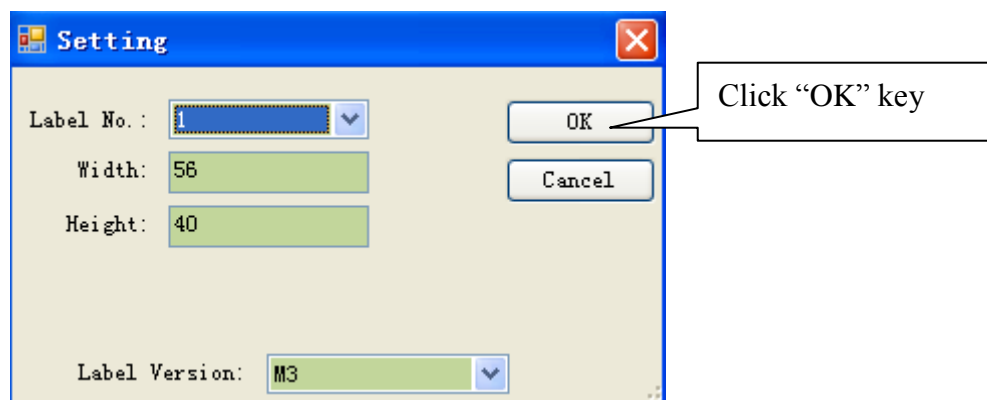 Setting
Label No.: 1
OK
Click “OK” key
Width: 56
Cancel
Height: 40
Label Version: M3